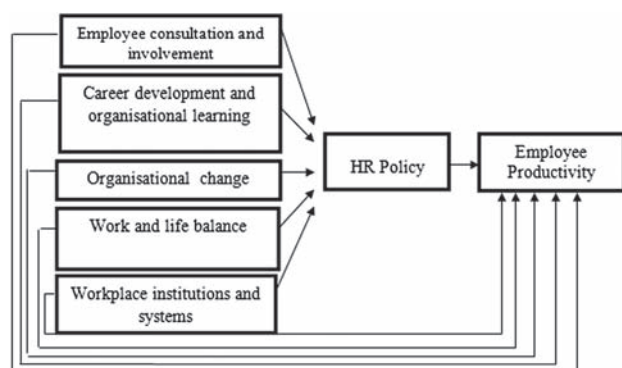 Employee consultation and
involvement
Career development and
organisational learning
Organisational change
Work and life balance
Workplace institutions and
systems
HR Policy
Employee
Productivity